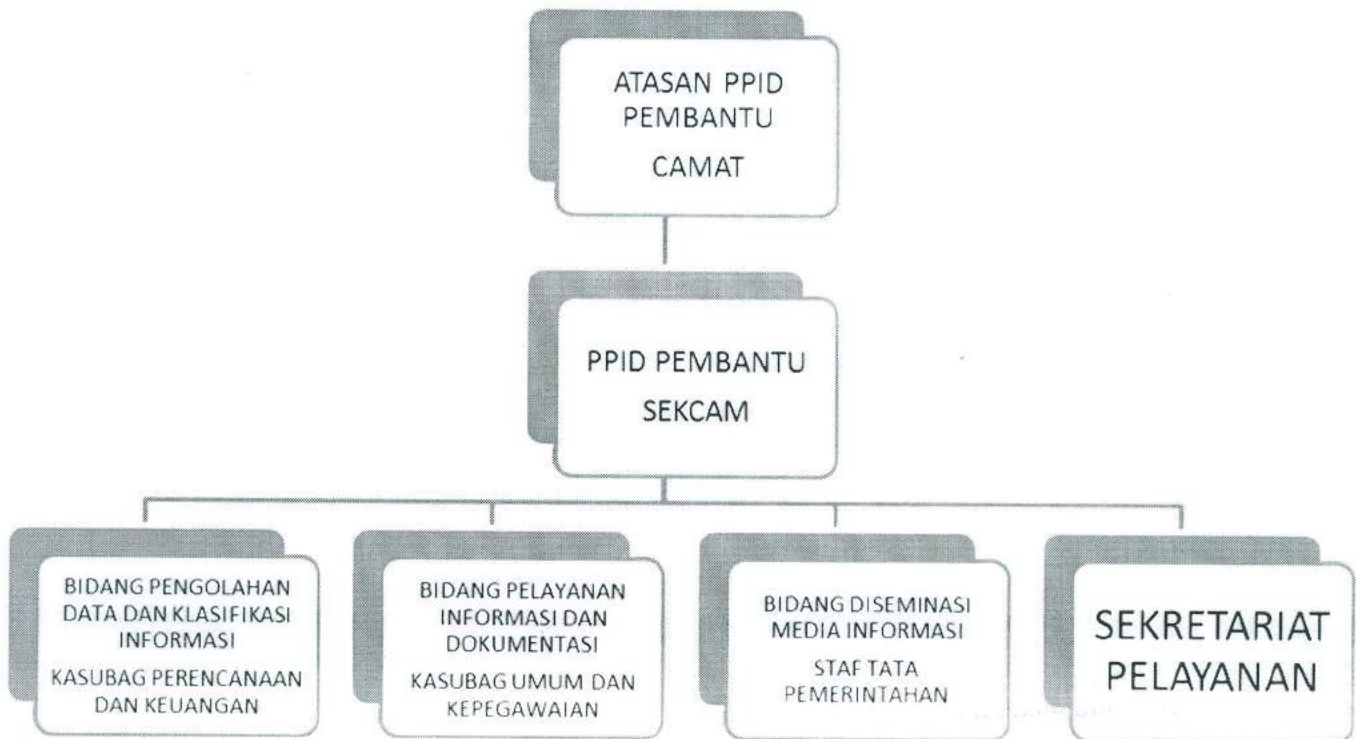 ATASAN PPID
PEMBANTU
CAMAT
PPID PEMBANTU
SEKCAM
BIDANG PENGOLAHAN
DATA DAN KLASIFIKASI
INFORMASI
KASUBAG PERENCANAAN
DAN KEUANGAN
BIDANG PELAYANAN
INFORMASI DAN
DOKUMENTASI
KASUBAG UMUM DAN
KEPEGAWAIAN
BIDANG DISEMINASI
MEDIA INFORMASI
STAF TATA
PEMERINTAHAN
SEKRETARIAT
PELAYANAN